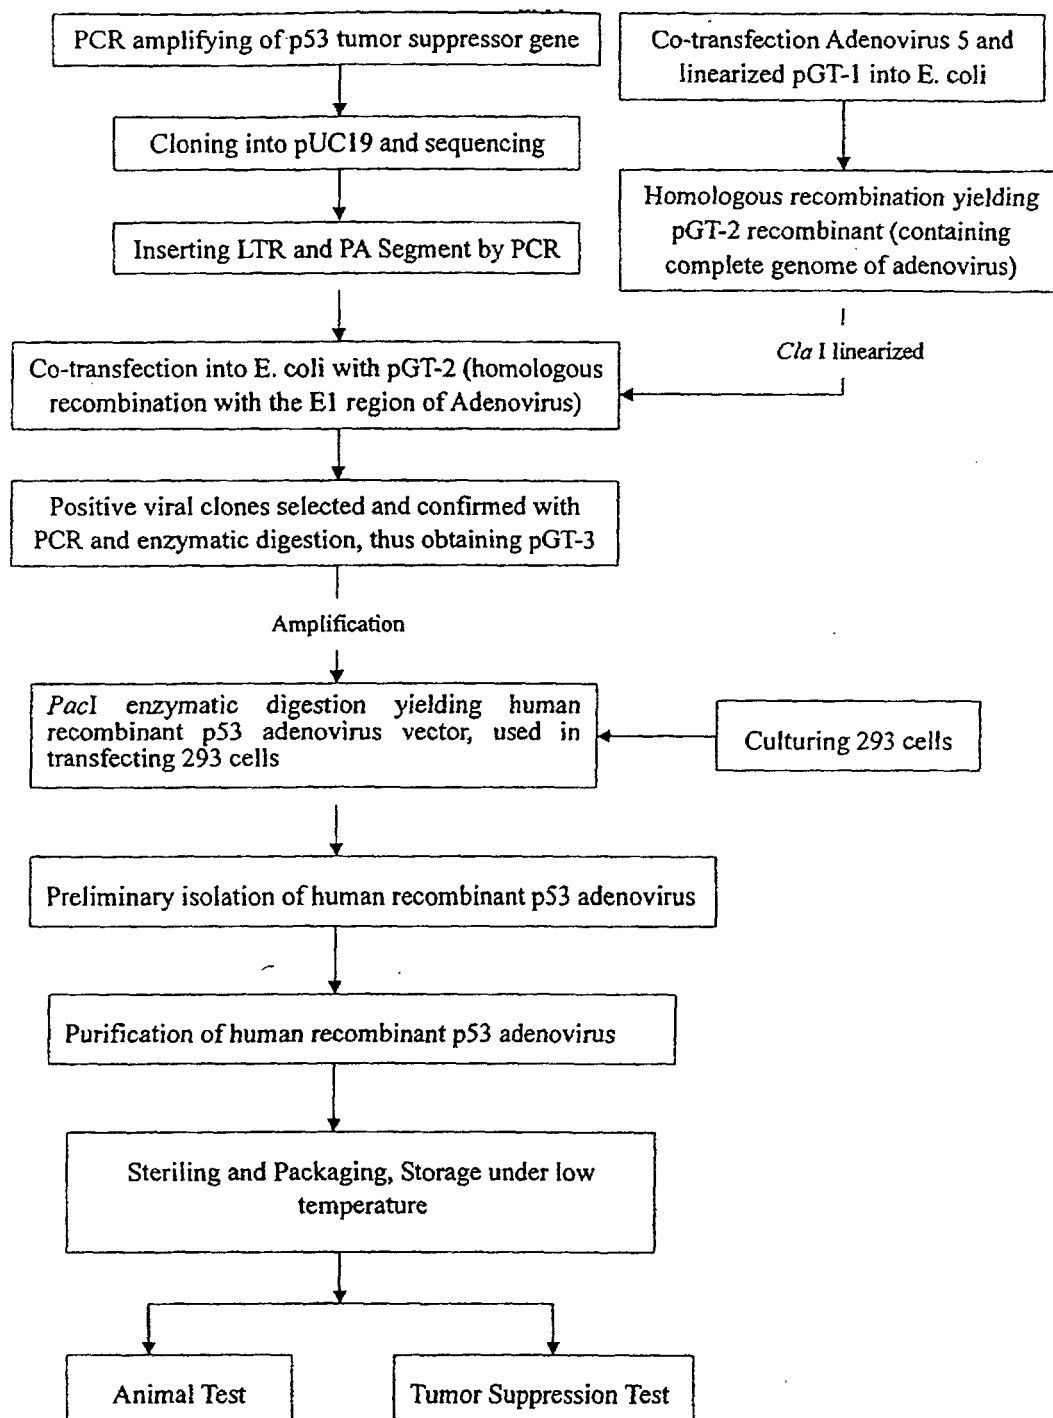 PCR amplifying of p53 tumor suppressor gene
Co-transfection Adenovirus 5 and
linearized pGT-1 into E. coli
Cloning into pUC19 and sequencing
Homologous recombination yielding
pGT-2 recombinant (containing
complete genome of adenovirus)
Inserting LTR and PA Segment by PCR
Cla I linearized
Co-transfection into E. coli with pGT-2 (homologous
recombination with the E1 region of Adenovirus)
Positive viral clones selected and confirmed with
PCR and enzymatic digestion, thus obtaining pGT-3
Amplification
PacI enzymatic digestion yielding human
recombinant p53 adenovirus vector, used in
transfecting 293 cells
Culturing 293 cells
Preliminary isolation of human recombinant p53 adenovirus
Purification of human recombinant p53 adenovirus
Steriling and Packaging, Storage under low
temperature
Animal Test
Tumor Suppression Test